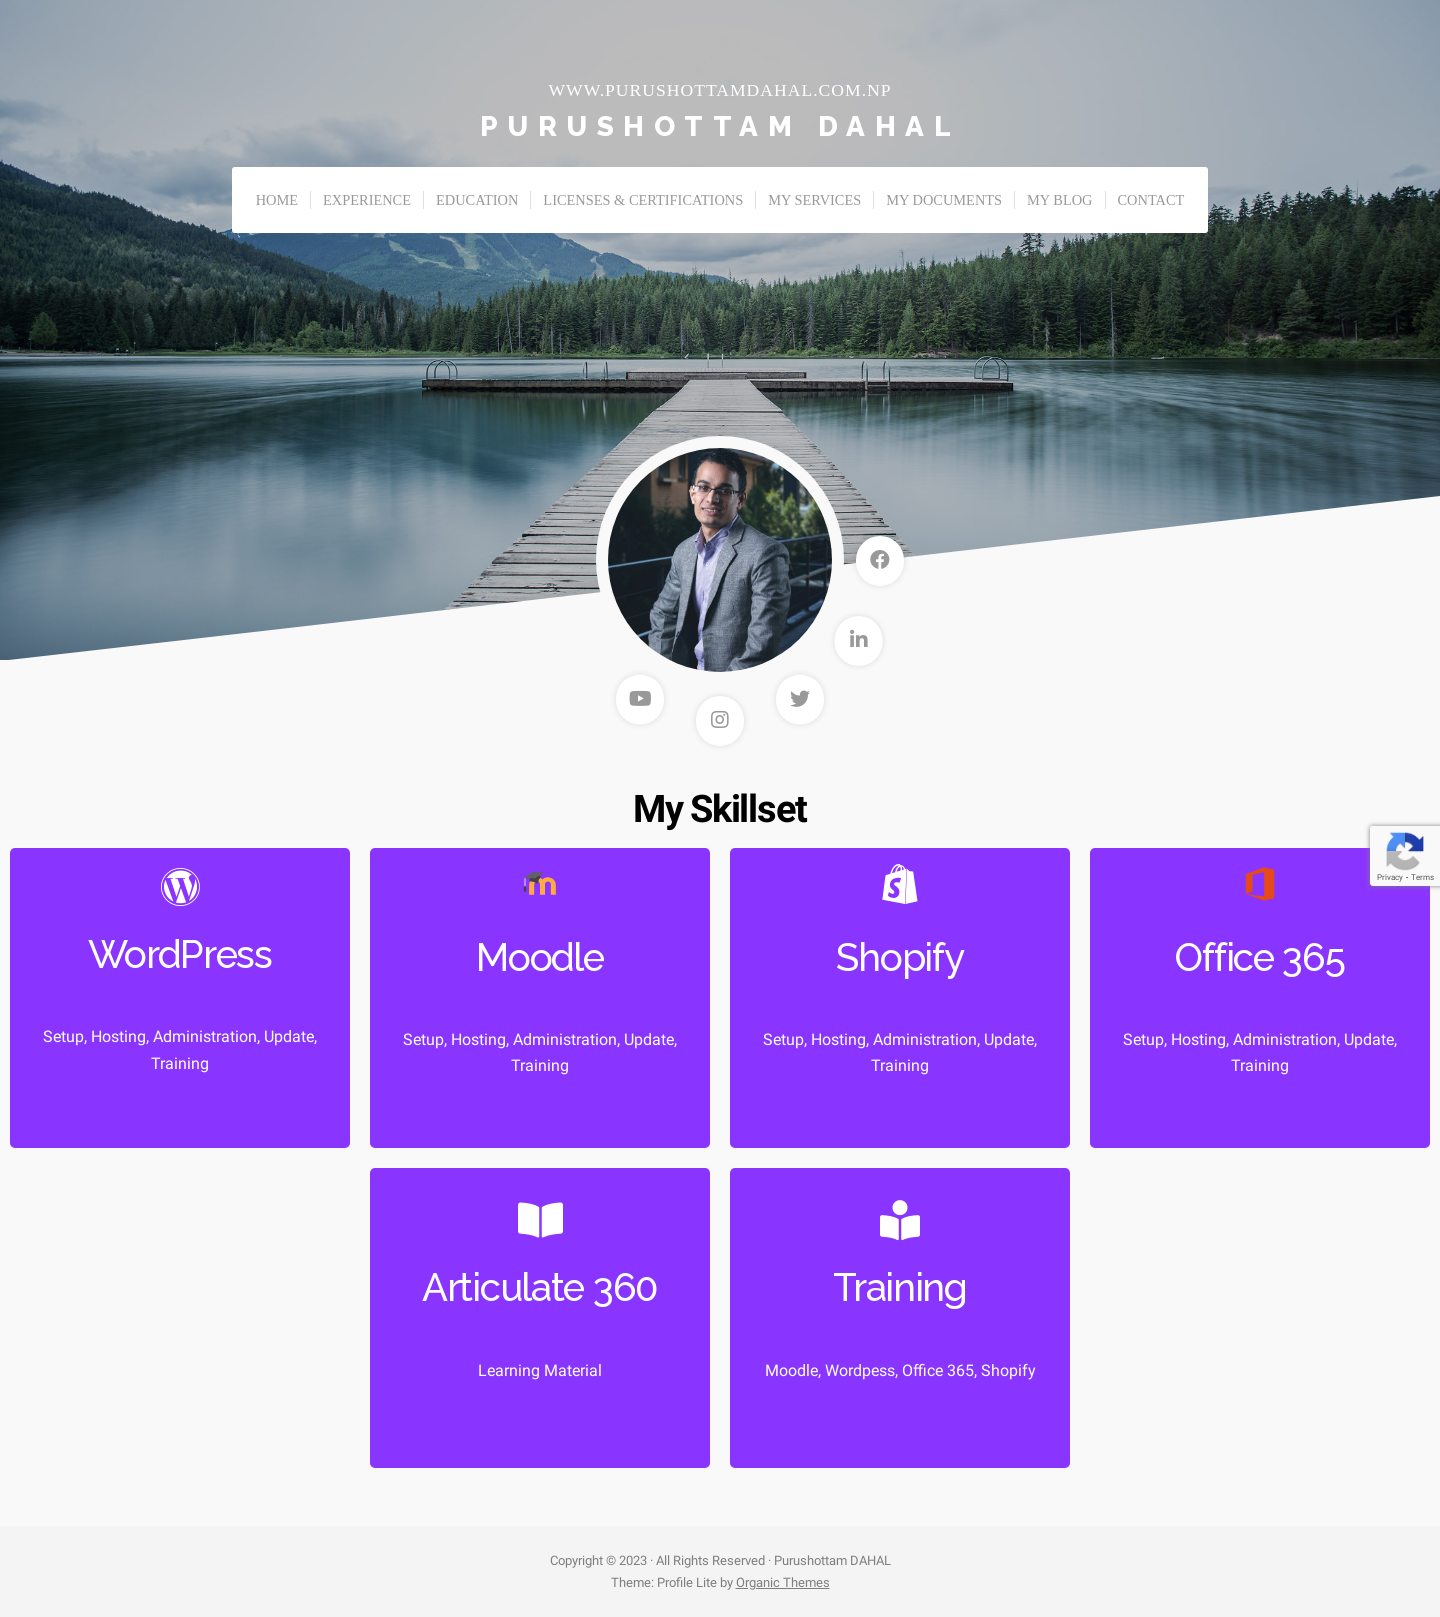 WWW.PURUSHOTTAMDAHAL.COM.NP
PURUSHOTTAM DAHAL
HOME EXPERIENCE EDUCATION LICENSES & CERTIFICATIONS MY SERVICES MY DOCUMENTS MY BLOG CONTACT
My Skillset
Privacy - Terms
WordPress
Setup, Hosting, Administration, Update,
Training
Moodle
Setup, Hosting, Administration, Update,
Training
Shopify
Setup, Hosting, Administration, Update,
Training
Office 365
Setup, Hosting, Administration, Update,
Training
Articulate 360
Learning Material
Training
Moodle, Wordpess, Office 365, Shopify
Copyright © 2023 · All Rights Reserved · Purushottam DAHAL
Theme: Profile Lite by Organic Themes